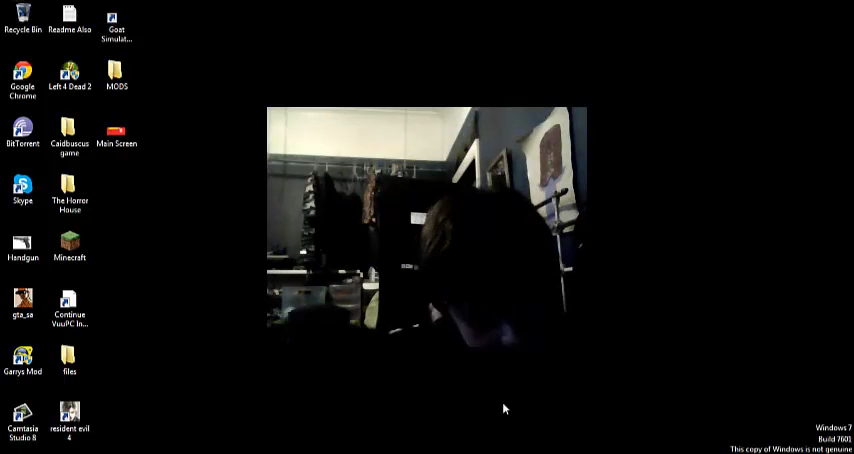 Recycle Bin
Readme Also
Goat
Simulat...
Google
Chrome
Left 4 Dead 2
MODS
BitTorrent
Caidbuscus
game
Main Screen
Skype
The Horror
House
Handgun
Minecraft
gta_sa
Continue
VuuPC In...
Garrys Mod
files
Camtasia
Studio 8
resident evil
4
Windows 7
Build 7601
This copy of Windows is not genuine